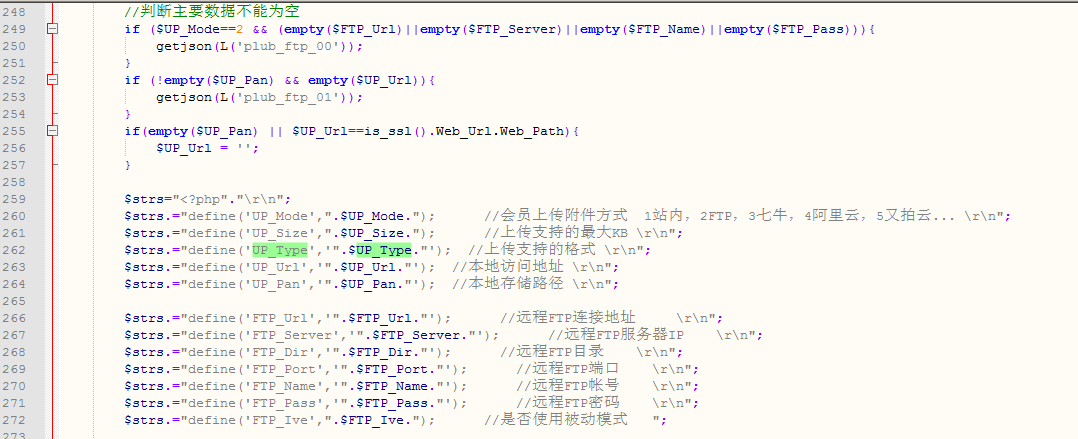 248 //判断主要数据不能为空
249 if ($UP_Mode==2 && (empty($FTP_Url)||empty($FTP_Server)||empty($FTP_Name)||empty($FTP_Pass))){
250 getjson(L('plub_ftp_00'));
251 }
252 if (!empty($UP_Pan) && empty($UP_Url)){
253 getjson(L('plub_ftp_01'));
254 }
255 if(empty($UP_Pan) || $UP_Url==is_ssl().Web_Url.Web_Path){
256 $UP_Url = '';
257 }
258
259 $strs="<?php"."\r\n";
260 $strs.="define('UP_Mode',".$UP_Mode."); //会员上传附件方式 1站内，2FTP，3七牛，4阿里云，5又拍云... \r\n";
261 $strs.="define('UP_Size',".$UP_Size."); //上传支持的最大KB \r\n";
262 $strs.="define('UP_Type','".$UP_Type."'); //上传支持的格式 \r\n";
263 $strs.="define('UP_Url','".$UP_Url."'); //本地访问地址 \r\n";
264 $strs.="define('UP_Pan','".$UP_Pan."'); //本地存储路径 \r\n";
265
266 $strs.="define('FTP_Url','".$FTP_Url."'); //远程FTP连接地址 \r\n";
267 $strs.="define('FTP_Server','".$FTP_Server."'); //远程FTP服务器IP \r\n";
268 $strs.="define('FTP_Dir','".$FTP_Dir."'); //远程FTP目录 \r\n";
269 $strs.="define('FTP_Port','".$FTP_Port."'); //远程FTP端口 \r\n";
270 $strs.="define('FTP_Name','".$FTP_Name."'); //远程FTP帐号 \r\n";
271 $strs.="define('FTP_Pass','".$FTP_Pass."'); //远程FTP密码 \r\n";
272 $strs.="define('FTP_Ive',".$FTP_Ive."); //是否使用被动模式 ";
273